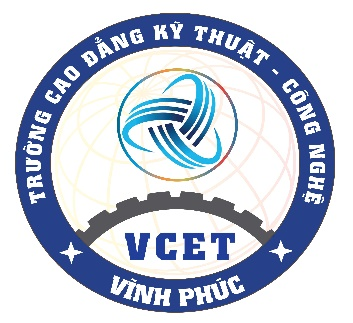 TRƯỜNG CAO ĐẲNG KỸ THUẬT - CÔNG NGHỆ
VCET
VĨNH PHÚC